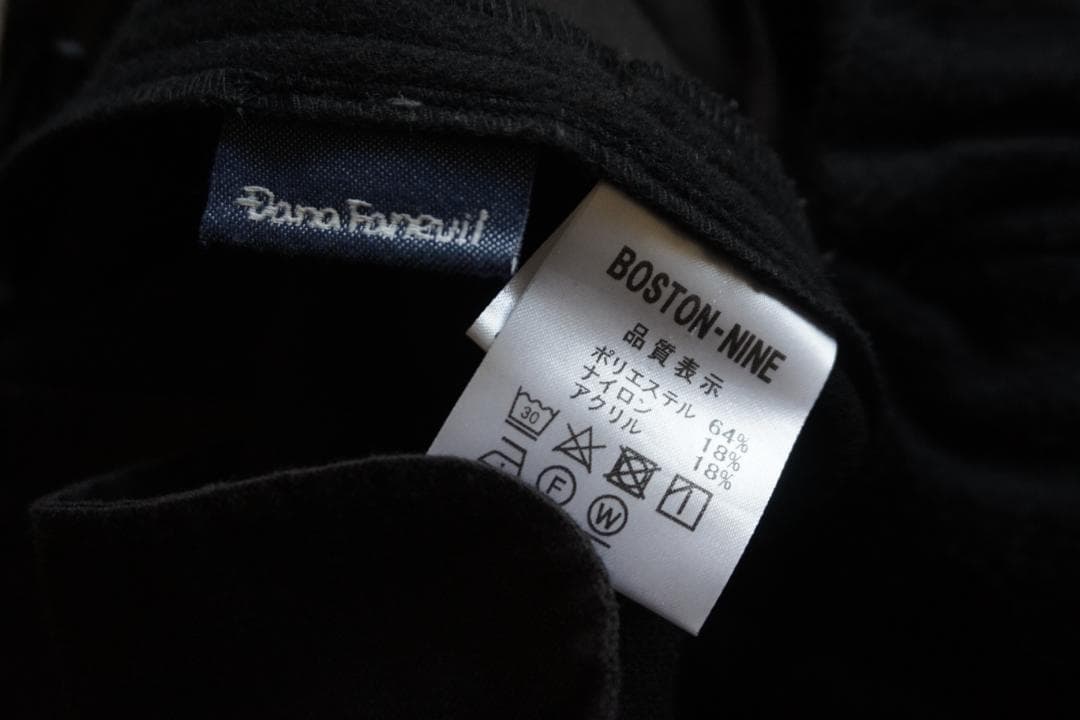 Dana Faneuil
BOSTON-NINE
品質表示
ポリエステル 64%
ナイロン 18%
アクリル 18%
30
F
W